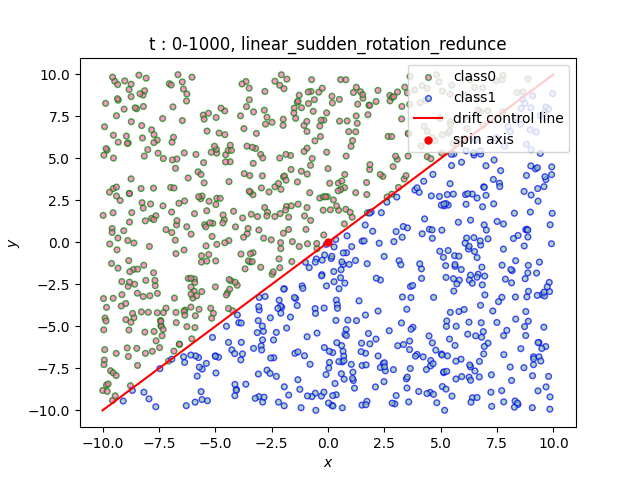 t : 0-1000, linear_sudden_rotation_redunce
class0
class1
drift control line
spin axis
10.0
7.5
5.0
2.5
0.0
−2.5
−5.0
−7.5
−10.0
y
−10.0 −7.5 −5.0 −2.5 0.0 2.5 5.0 7.5 10.0
x